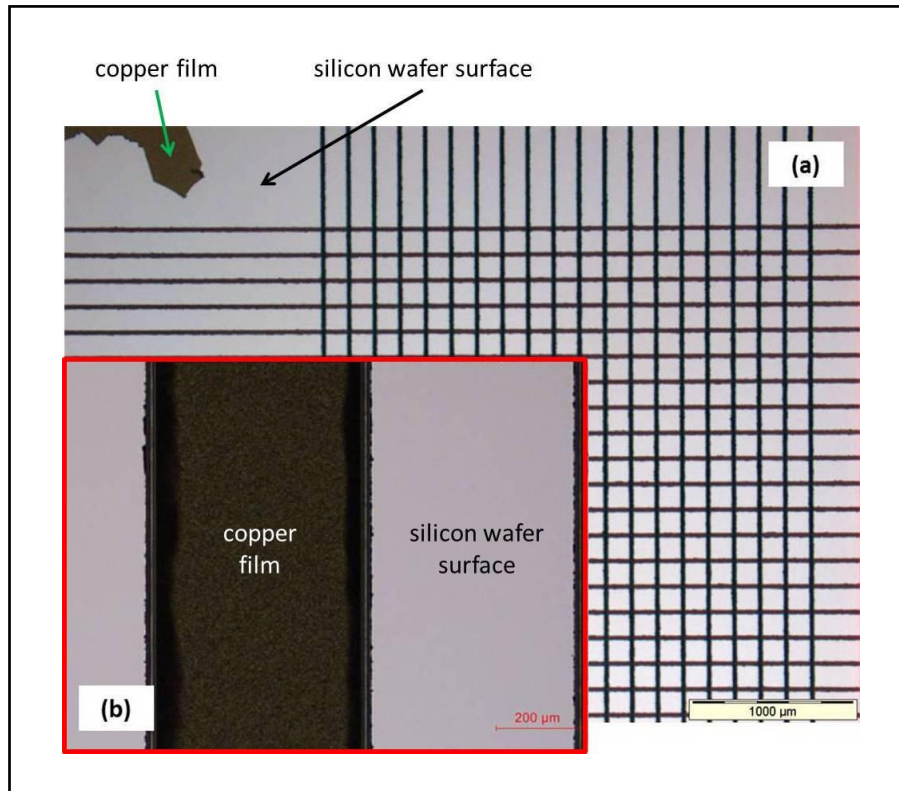 copper film
silicon wafer surface
(a)
copper
film
silicon wafer
surface
(b)
200 µm
1000 µm